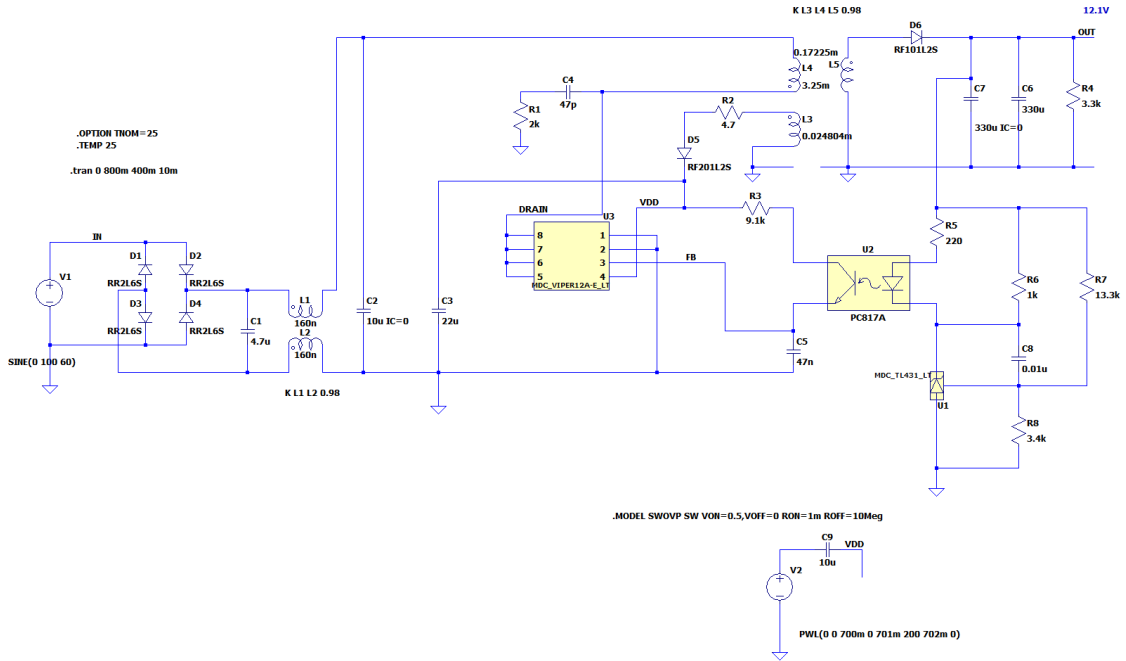 K L3 L4 L5 0.98
12.1V
D6
OUT
RF101L2S
0.17225m
L4
L5
3.25m
C4
47p
R1
2k
R2
4.7
L3
0.024804m
C7
330u IC=0
C6
330u
R4
3.3k
.OPTION TNOM=25
.TEMP 25
.tran 0 800m 400m 10m
D5
RF201L2S
R3
9.1k
VDD
DRAIN
U3
8
7
6
5
1
2
3
4
MDC_VIPER12A-E_LT
FB
U2
PC817A
R5
220
R6
1k
R7
13.3k
IN
V1
SINE(0 100 60)
D1
RR2L6S
D2
RR2L6S
D3
RR2L6S
D4
RR2L6S
C1
4.7u
L1
160n
L2
160n
K L1 L2 0.98
C2
10u IC=0
C3
22u
C5
47n
C8
0.01u
MDC_TL431_LT
U1
R8
3.4k
.MODEL SWOVP SW VON=0.5,VOFF=0 RON=1m ROFF=10Meg
C9
10u
VDD
V2
PWL(0 0 700m 0 701m 200 702m 0)